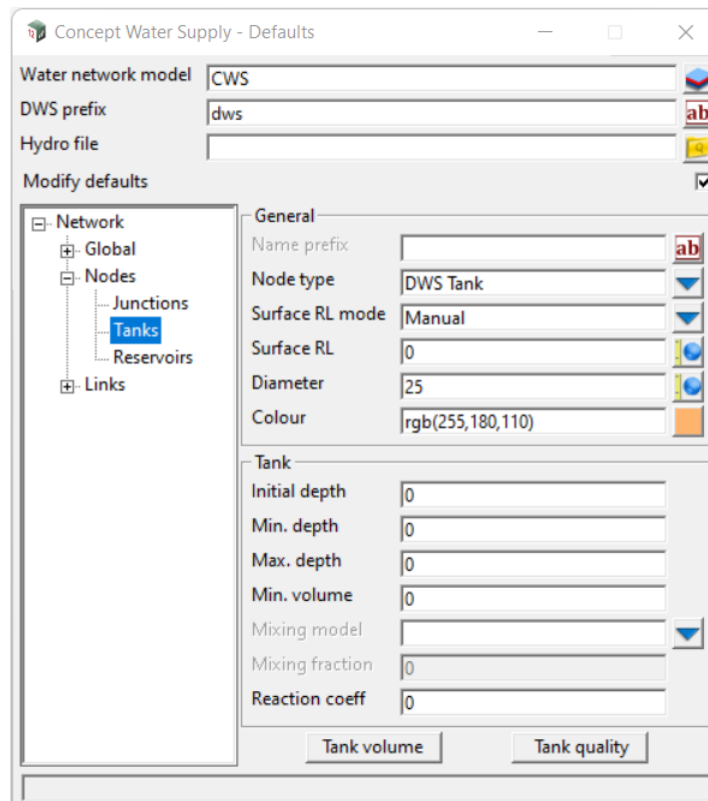 Concept Water Supply - Defaults
Water network model CWS
DWS prefix dws ab
Hydro file
Modify defaults
Network
Global
Nodes
Junctions
Tanks
Reservoirs
Links
General
Name prefix ab
Node type DWS Tank
Surface RL mode Manual
Surface RL 0
Diameter 25
Colour rgb(255,180,110)
Tank
Initial depth 0
Min. depth 0
Max. depth 0
Min. volume 0
Mixing model
Mixing fraction 0
Reaction coeff 0
Tank volume Tank quality